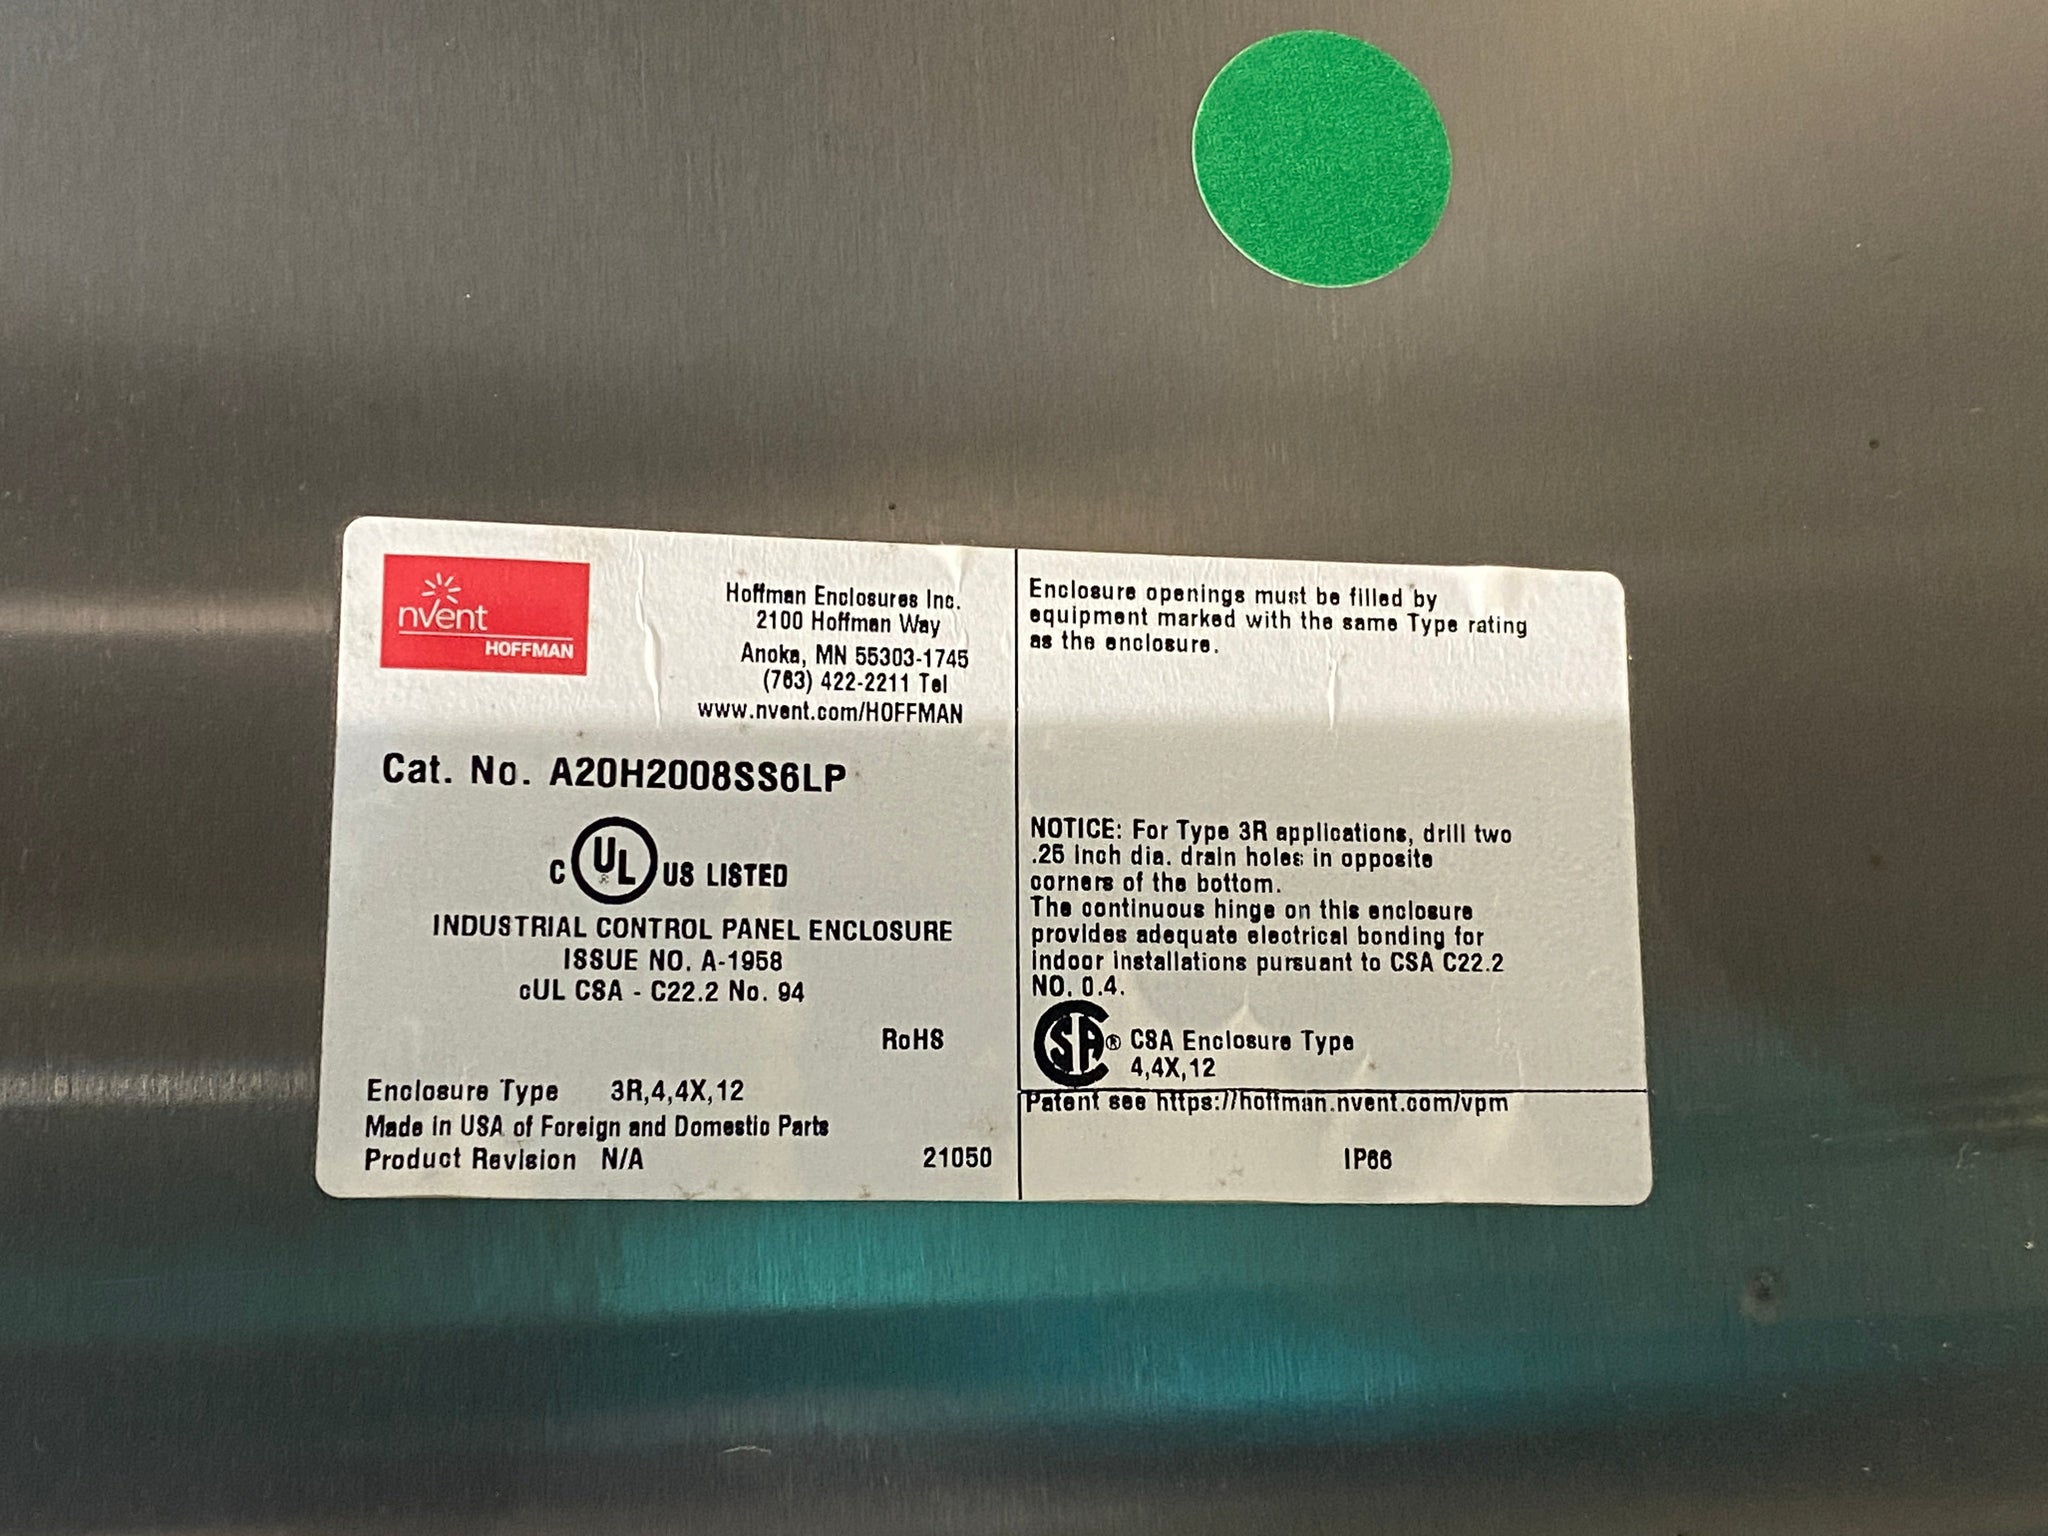 nvent
HOFFMAN
Hoffman Enclosures Inc.
2100 Hoffman Way
Anoka, MN 55303-1745
(763) 422-2211 Tel
www.nvent.com/HOFFMAN
Cat. No. A20H2008SS6LP
C UL ® US LISTED
INDUSTRIAL CONTROL PANEL ENCLOSURE
ISSUE NO. A-1958
cUL CSA - C22.2 No. 94
RoHS
Enclosure Type 3R,4,4X,12
Made in USA of Foreign and Domestic Parts
Product Revision N/A 21050
Enclosure openings must be filled by
equipment marked with the same Type rating
as the enclosure.
NOTICE: For Type 3R applications, drill two
.25 inch dia. drain holes in opposite
corners of the bottom.
The continuous hinge on this enclosure
provides adequate electrical bonding for
indoor installations pursuant to CSA C22.2
NO. 0.4.
CSA ® CSA Enclosure Type
4,4X,12
Patent see https://hoffman.nvent.com/vpm
IP66